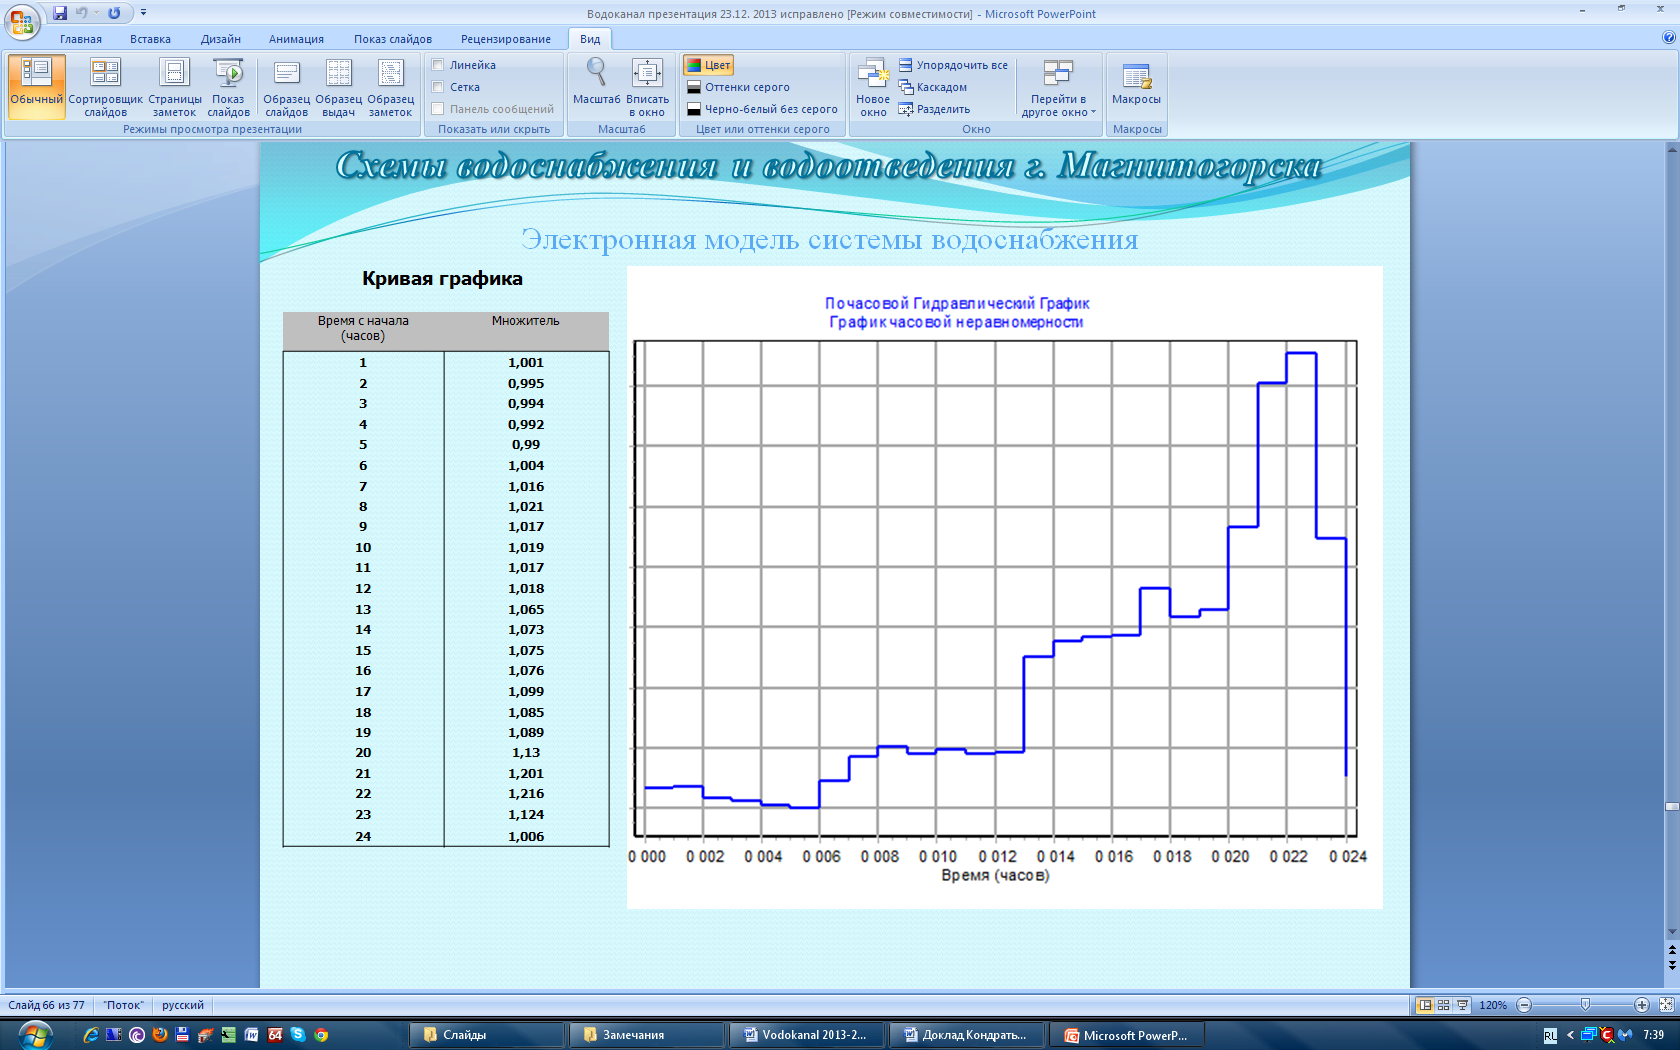 Водоканал презентация 23.12. 2013 исправлено [Режим совместимости] - Microsoft PowerPoint
Главная Вставка Дизайн Анимация Показ слайдов Рецензирование Вид
Обычный
Сортировщик слайдов
Страницы заметок
Показ слайдов
Образец слайдов
Образец выдач
Образец заметок
Режимы просмотра презентации
Линейка
Сетка
Панель сообщений
Показать или скрыть
Масштаб
Вписать в окно
Масштаб
Цвет
Оттенки серого
Черно-белый без серого
Цвет или оттенки серого
Новое окно
Упорядочить все
Каскадом
Разделить
Перейти в другое окно
Окно
Макросы
Макросы
Схемы водоснабжения и водоотведения г. Магнитогорска
Электронная модель системы водоснабжения
Кривая графика
Время с начала (часов) Множитель
1 1,001
2 0,995
3 0,994
4 0,992
5 0,99
6 1,004
7 1,016
8 1,021
9 1,017
10 1,019
11 1,017
12 1,018
13 1,065
14 1,073
15 1,075
16 1,076
17 1,099
18 1,085
19 1,089
20 1,13
21 1,201
22 1,216
23 1,124
24 1,006
Почасовой Гидравлический График
График часовой неравномерности
0 000 0 002 0 004 0 006 0 008 0 010 0 012 0 014 0 016 0 018 0 020 0 022 0 024
Время (часов)
Слайд 66 из 77 "Поток" русский 120%
Слайды Замечания Vodokanal 2013-2... Доклад Кондрать... Microsoft PowerP... RL 7:39